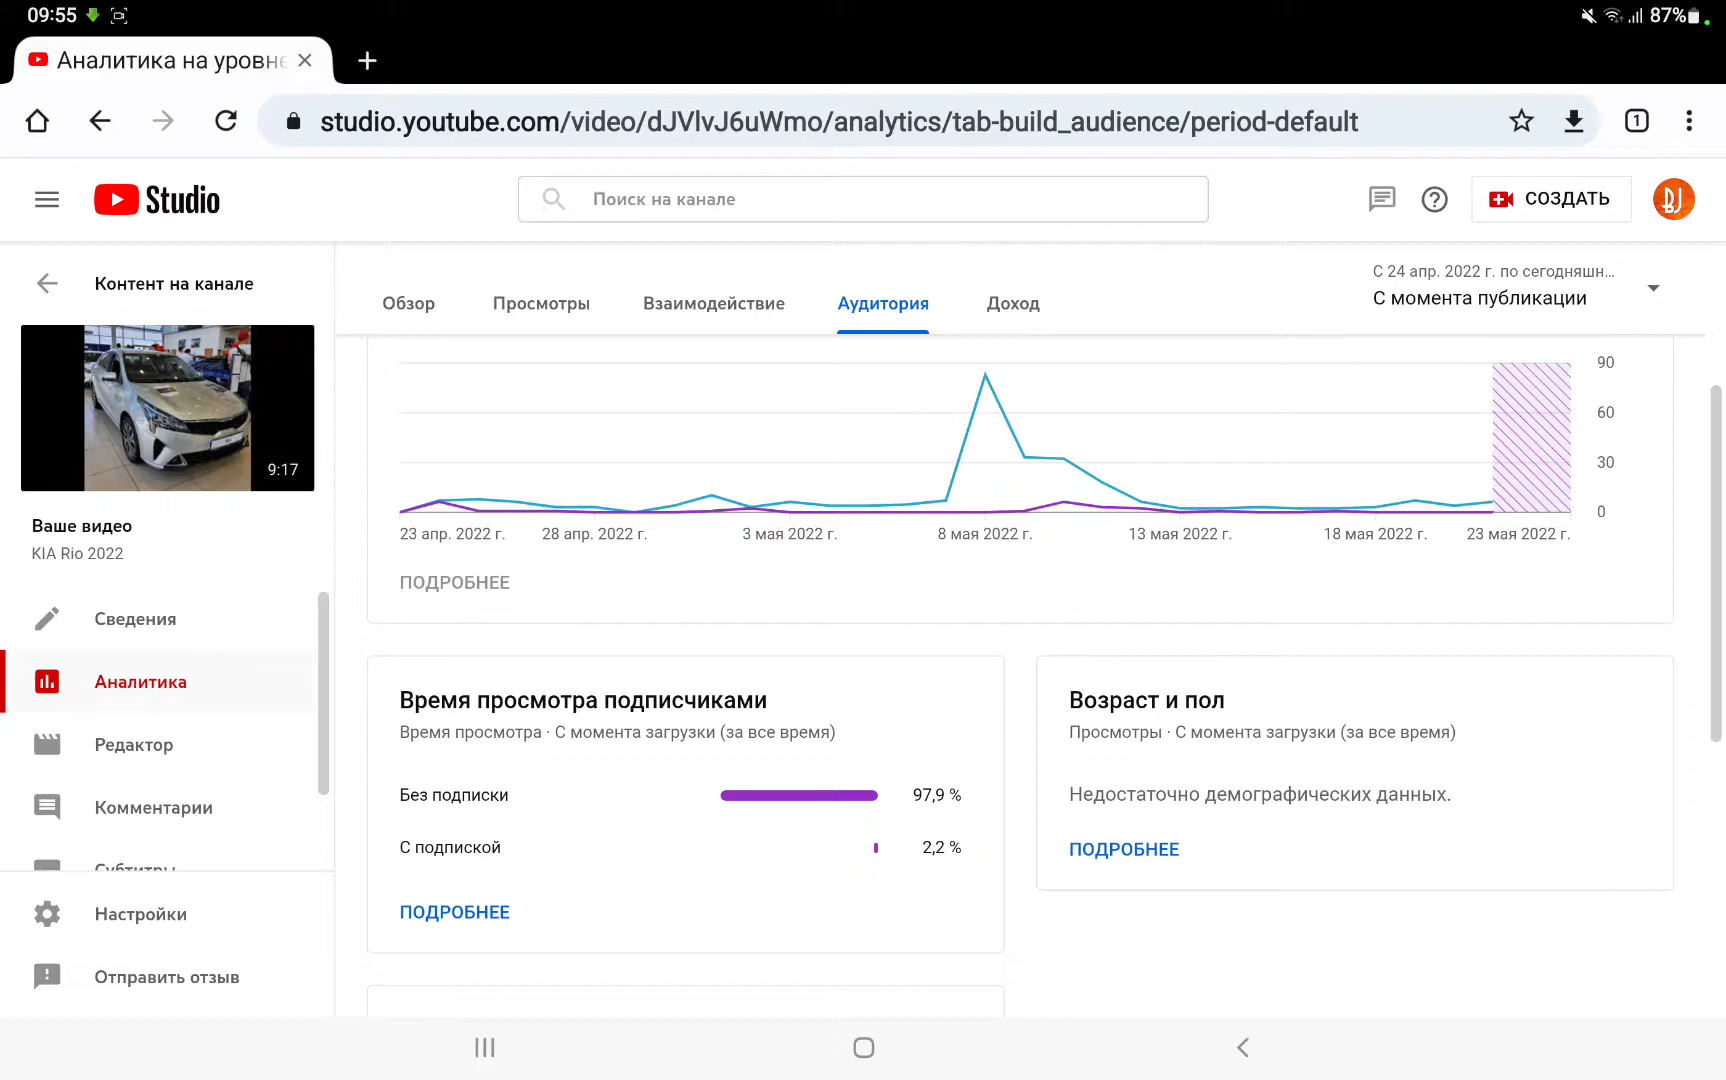 09:55
87%
Аналитика на уровне
studio.youtube.com/video/dJVlvJ6uWmo/analytics/tab-build_audience/period-default
1
Studio
Поиск на канале
СОЗДАТЬ
Контент на канале
9:17
Ваше видео
KIA Rio 2022
Сведения
Аналитика
Редактор
Комментарии
Субтитры
Настройки
Отправить отзыв
Обзор
Просмотры
Взаимодействие
Аудитория
Доход
С 24 апр. 2022 г. по сегодняшн...
С момента публикации
90
60
30
0
23 апр. 2022 г.
28 апр. 2022 г.
3 мая 2022 г.
8 мая 2022 г.
13 мая 2022 г.
18 мая 2022 г.
23 мая 2022 г.
ПОДРОБНЕЕ
Время просмотра подписчиками
Время просмотра · С момента загрузки (за все время)
Без подписки 97,9 %
С подпиской 2,2 %
ПОДРОБНЕЕ
Возраст и пол
Просмотры · С момента загрузки (за все время)
Недостаточно демографических данных.
ПОДРОБНЕЕ